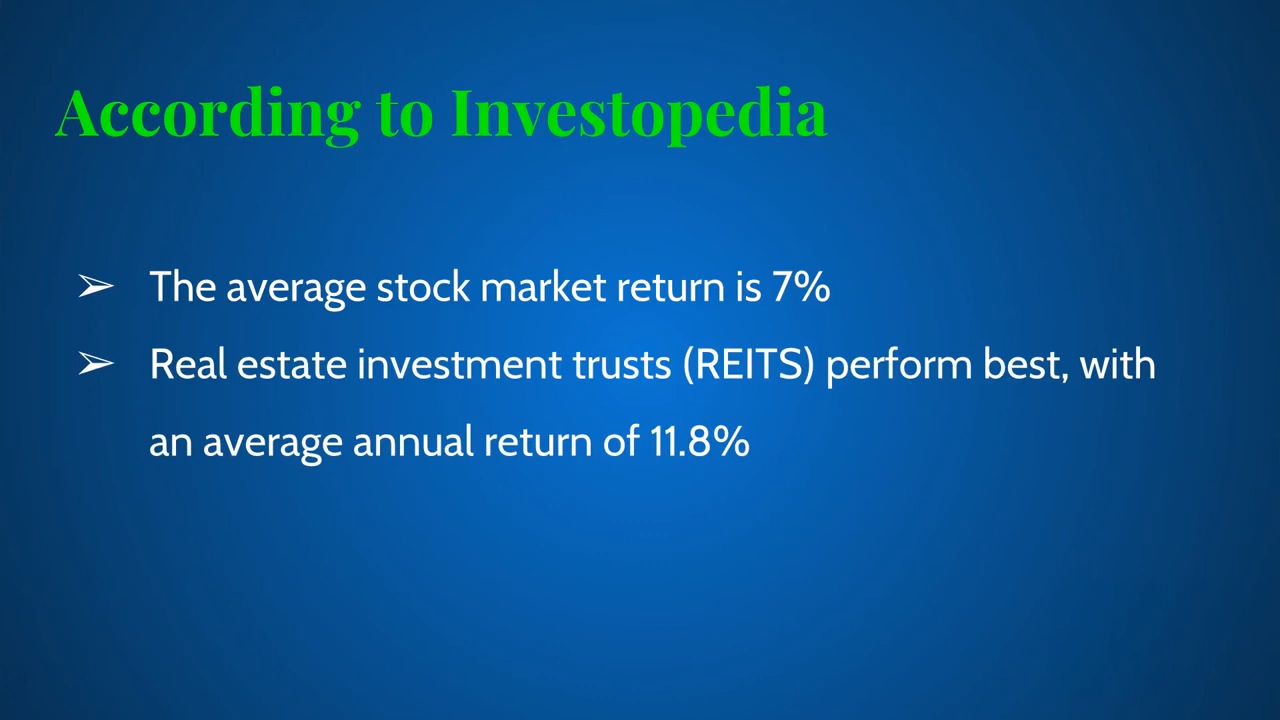 According to Investopedia
➢ The average stock market return is 7%
➢ Real estate investment trusts (REITS) perform best, with
an average annual return of 11.8%